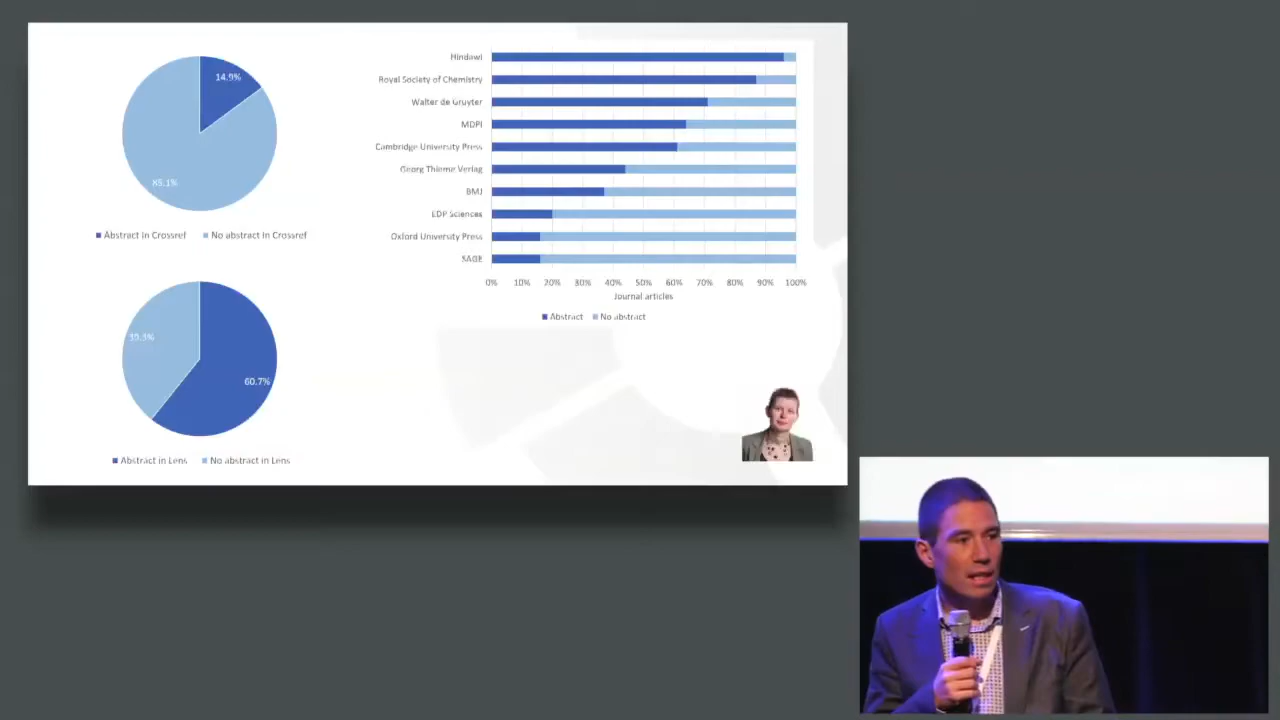 14.9%
85.1%
Abstract in Crossref No abstract in Crossref
39.3%
60.7%
Abstract in Lens No abstract in Lens
Hindawi
Royal Society of Chemistry
Walter de Gruyter
MDPI
Cambridge University Press
Georg Thieme Verlag
BMJ
EDP Sciences
Oxford University Press
SAGE
0% 10% 20% 30% 40% 50% 60% 70% 80% 90% 100%
Journal articles
Abstract No abstract